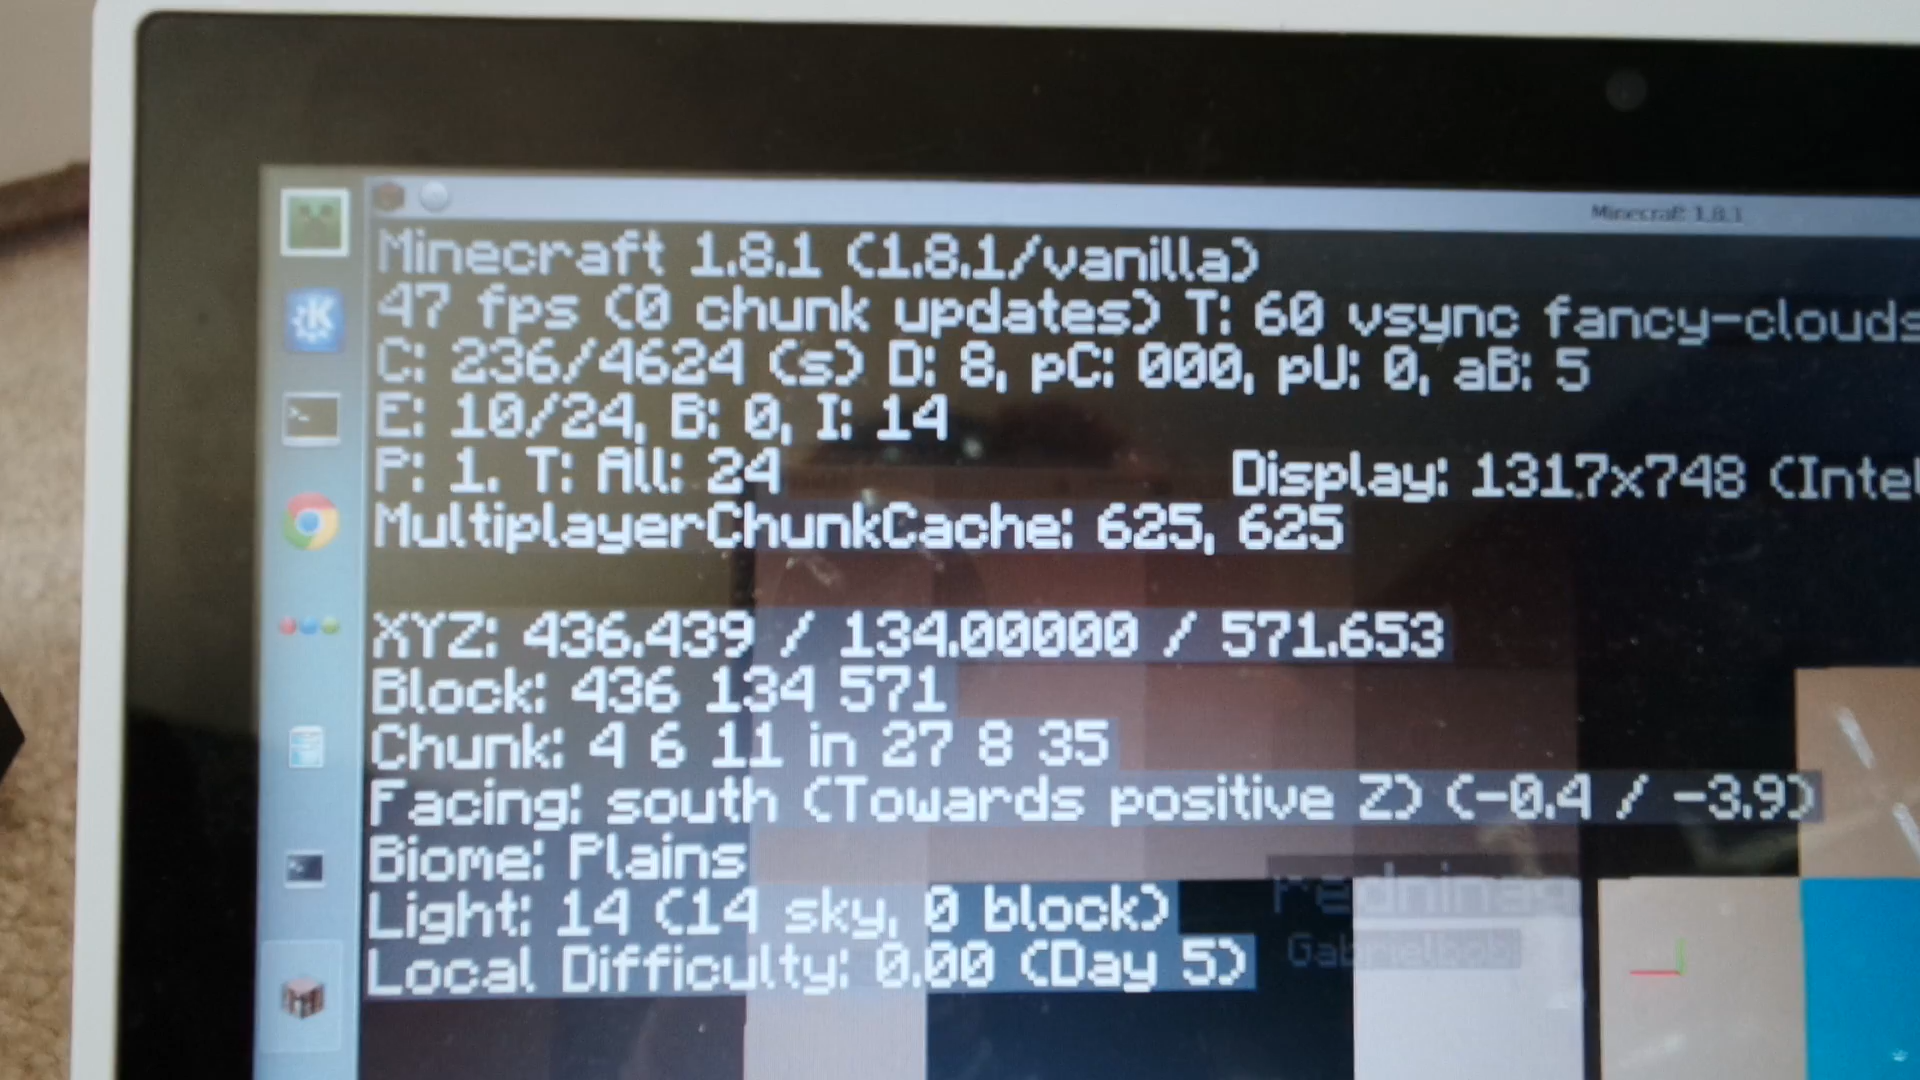 Minecraft 1.8.1
Minecraft 1.8.1 (1.8.1/vanilla)
47 fps (0 chunk updates) T: 60 vsync fancy-clouds
C: 236/4624 (s) D: 8, pC: 000, pU: 0, aB: 5
E: 10/24, B: 0, I: 14
P: 1. T: All: 24
Display: 1317x748 (Intel
MultiplayerChunkCache: 625, 625
XYZ: 436.439 / 134.00000 / 571.653
Block: 436 134 571
Chunk: 4 6 11 in 27 8 35
Facing: south (Towards positive Z) (-0.4 / -3.9)
Biome: Plains
Light: 14 (14 sky, 0 block)
Local Difficulty: 0.00 (Day 5)